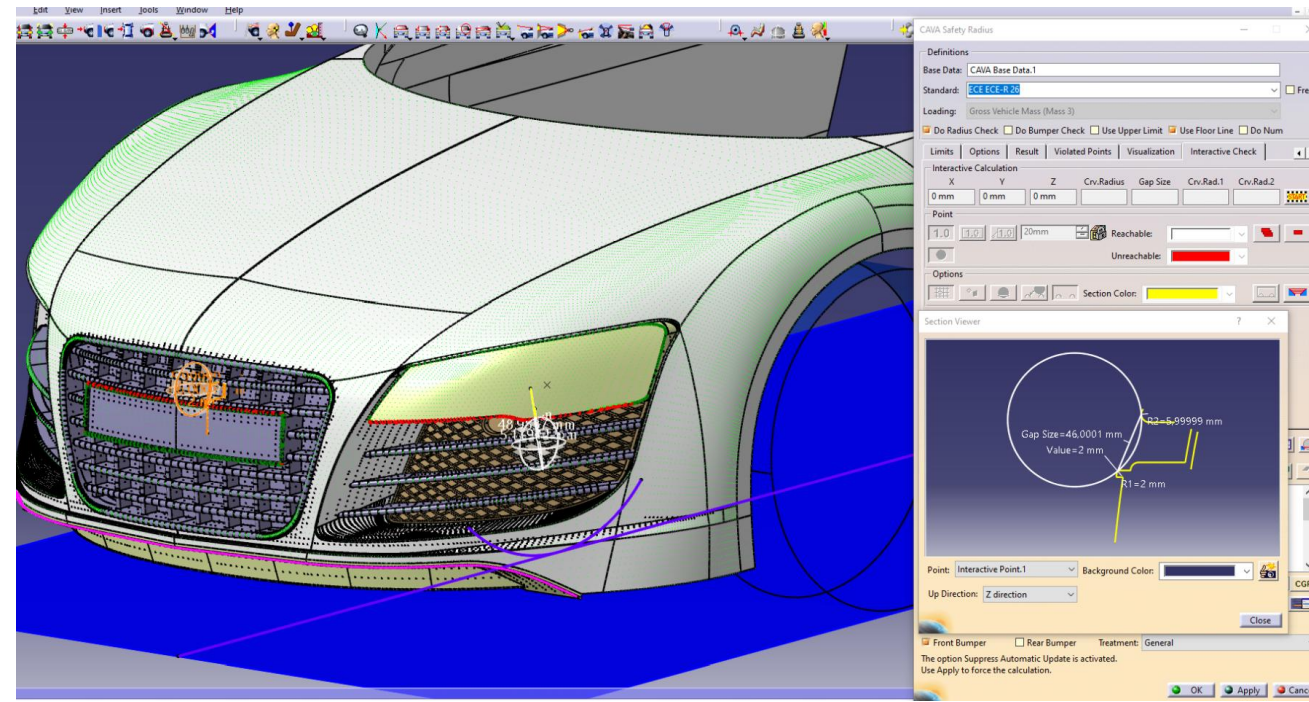 Edit View Insert Tools Window Help
CAVA Safety Radius
Definitions
Base Data: CAVA Base Data.1
Standard: ECE ECE-R 26 Fre
Loading: Gross Vehicle Mass (Mass 3)
Do Radius Check Do Bumper Check Use Upper Limit Use Floor Line Do Num
Limits Options Result Violated Points Visualization Interactive Check
Interactive Calculation
X Y Z Crv.Radius Gap Size Crv.Rad.1 Crv.Rad.2
0 mm 0 mm 0 mm
Point
1.0 1.0 1.0 20mm Reachable:
Unreachable:
Options
Section Color:
Section Viewer ?
R2=5,99999 mm
Gap Size=46,0001 mm
Value=2 mm
R1=2 mm
Point: Interactive Point.1 Background Color:
Up Direction: Z direction
Close
Front Bumper Rear Bumper Treatment: General
The option Suppress Automatic Update is activated.
Use Apply to force the calculation.
OK Apply Cance